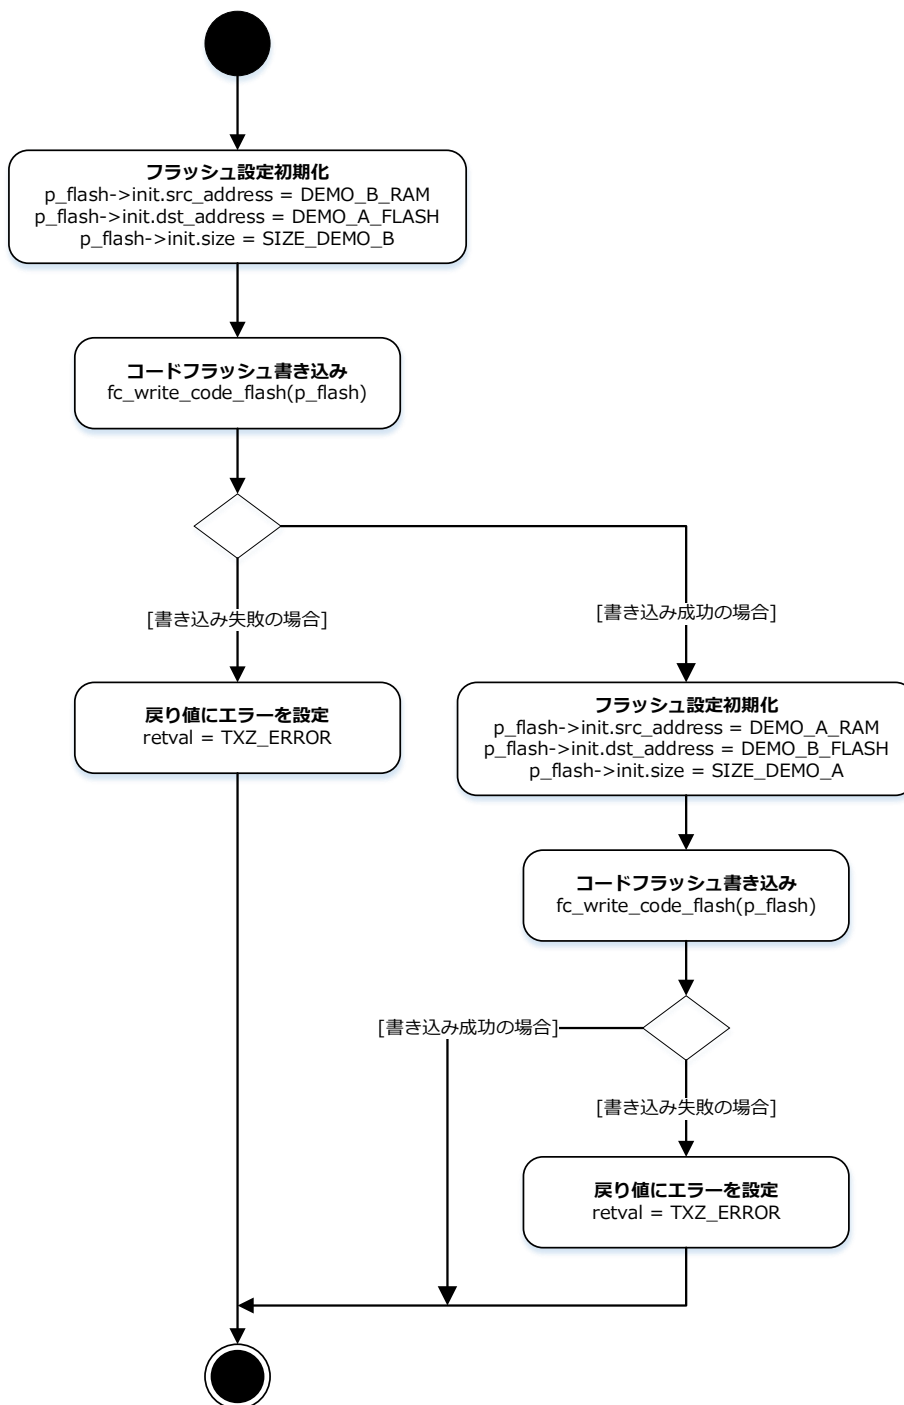 フラッシュ設定初期化
p_flash->init.src_address = DEMO_B_RAM
p_flash->init.dst_address = DEMO_A_FLASH
p_flash->init.size = SIZE_DEMO_B
コードフラッシュ書き込み
fc_write_code_flash(p_flash)
[書き込み失敗の場合]
[書き込み成功の場合]
戻り値にエラーを設定
retval = TXZ_ERROR
フラッシュ設定初期化
p_flash->init.src_address = DEMO_A_RAM
p_flash->init.dst_address = DEMO_B_FLASH
p_flash->init.size = SIZE_DEMO_A
コードフラッシュ書き込み
fc_write_code_flash(p_flash)
[書き込み成功の場合]
[書き込み失敗の場合]
戻り値にエラーを設定
retval = TXZ_ERROR